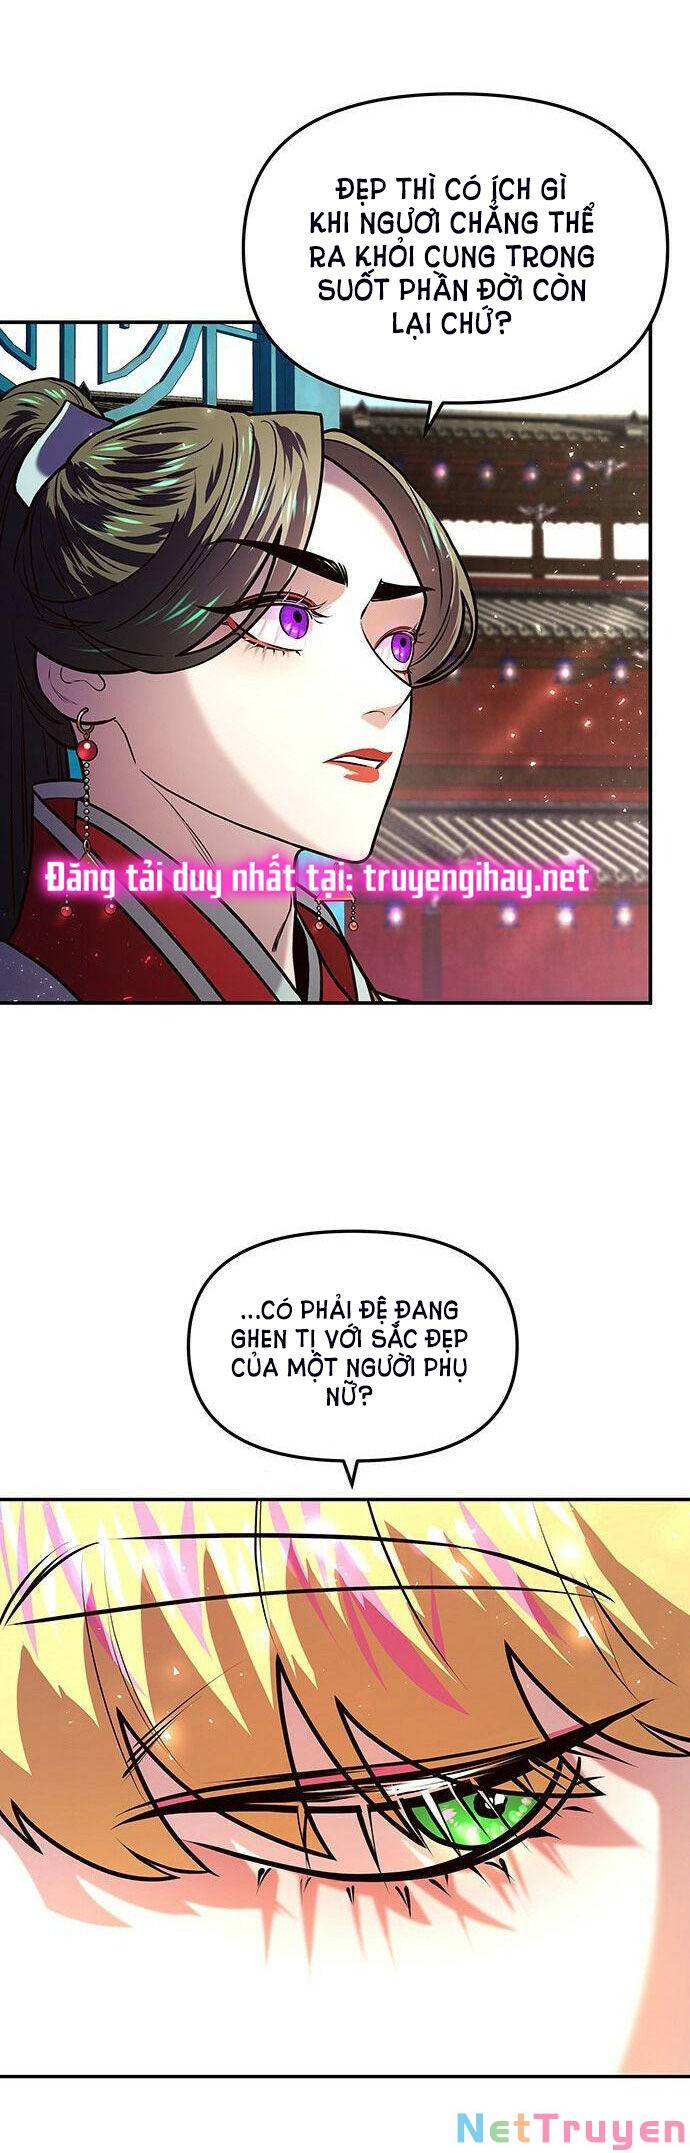 ĐẸP THÌ CÓ ÍCH GÌ
KHI NGƯƠI CHẲNG THỂ
RA KHỎI CUNG TRONG
SUỐT PHẦN ĐỜI CÒN
LẠI CHỨ?
Đăng tải duy nhất tại: truyengihay.net
...CÓ PHẢI ĐỆ ĐANG
GHEN TỊ VỚI SẮC ĐẸP
CỦA MỘT NGƯỜI PHỤ
NỮ?
NetTruyen